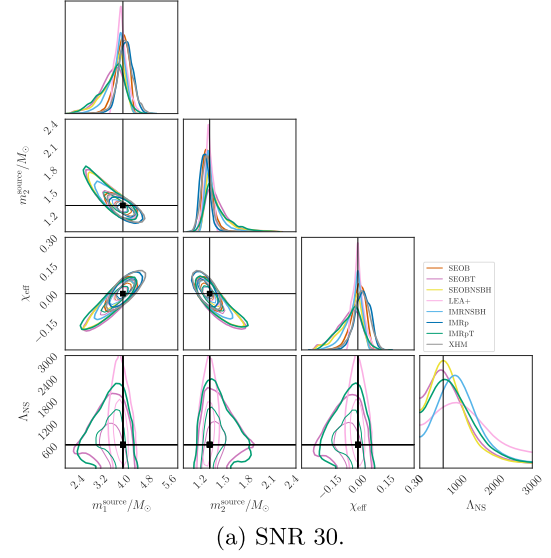 2.4
2.1
1.8
1.5
1.2
m₂^source/M⊙
0.30
0.15
0.00
−0.15
χeff
SEOB
SEOBT
SEOBNSBH
LEA+
IMRNSBH
IMRp
IMRpT
XHM
3000
2400
1800
1200
600
Λ_NS
2.4 3.2 4.0 4.8 5.6
1.2 1.5 1.8 2.1 2.4
−0.15 0.00 0.15 0.30
1000 2000 3000
m₁^source/M⊙ m₂^source/M⊙ χeff Λ_NS
(a) SNR 30.